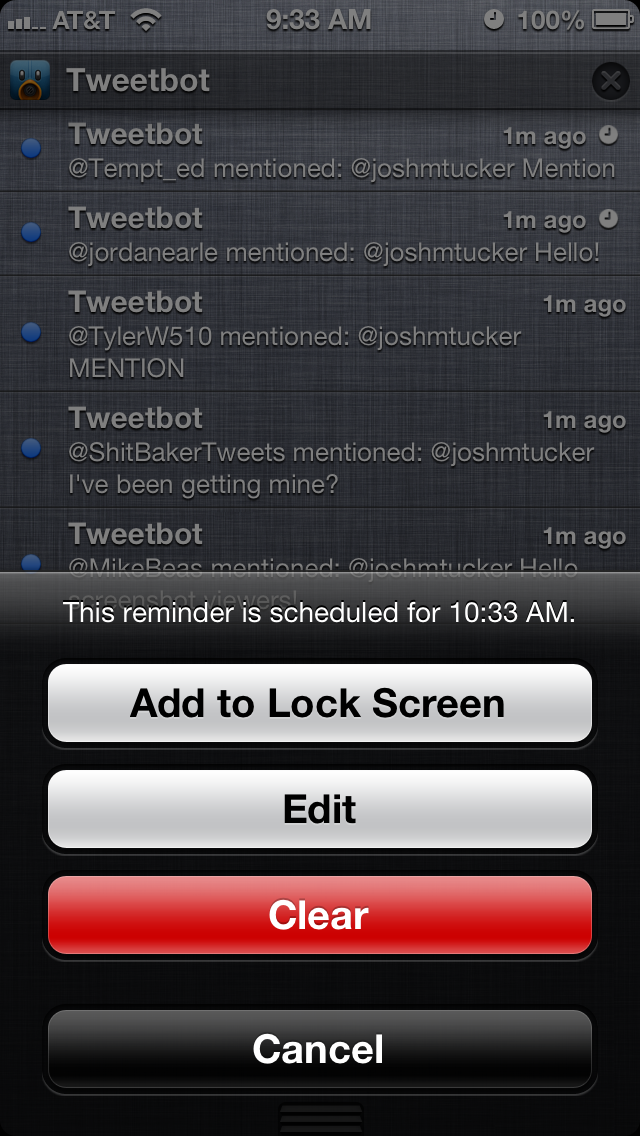 AT&T 9:33 AM 100%
Tweetbot
Tweetbot 1m ago
@Tempt_ed mentioned: @joshmtucker Mention
Tweetbot 1m ago
@jordanearle mentioned: @joshmtucker Hello!
Tweetbot 1m ago
@TylerW510 mentioned: @joshmtucker
MENTION
Tweetbot 1m ago
@ShitBakerTweets mentioned: @joshmtucker
I've been getting mine?
Tweetbot 1m ago
@MikeBeas mentioned: @joshmtucker Hello
screenshot viewers!
This reminder is scheduled for 10:33 AM.
Add to Lock Screen
Edit
Clear
Cancel